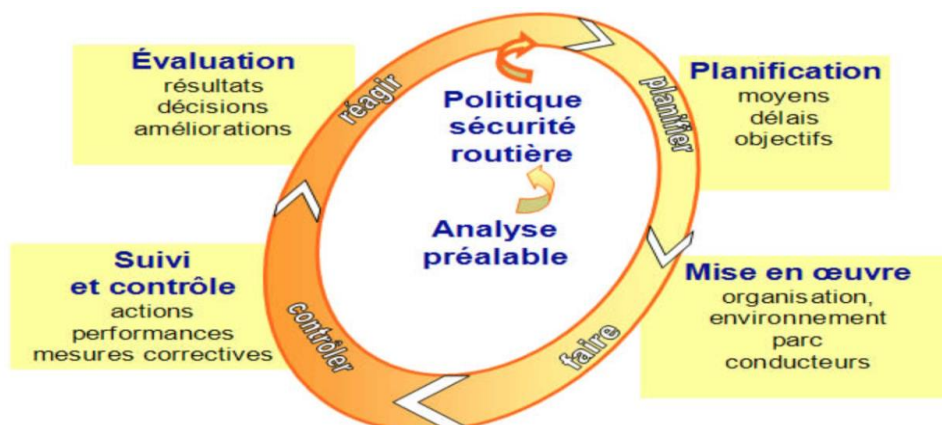 Évaluation
résultats
décisions
améliorations
réagir
Politique
sécurité
routière
Analyse
préalable
planifier
Planification
moyens
délais
objectifs
Suivi
et contrôle
actions
performances
mesures correctives
contrôler
faire
Mise en œuvre
organisation,
environnement
parc
conducteurs